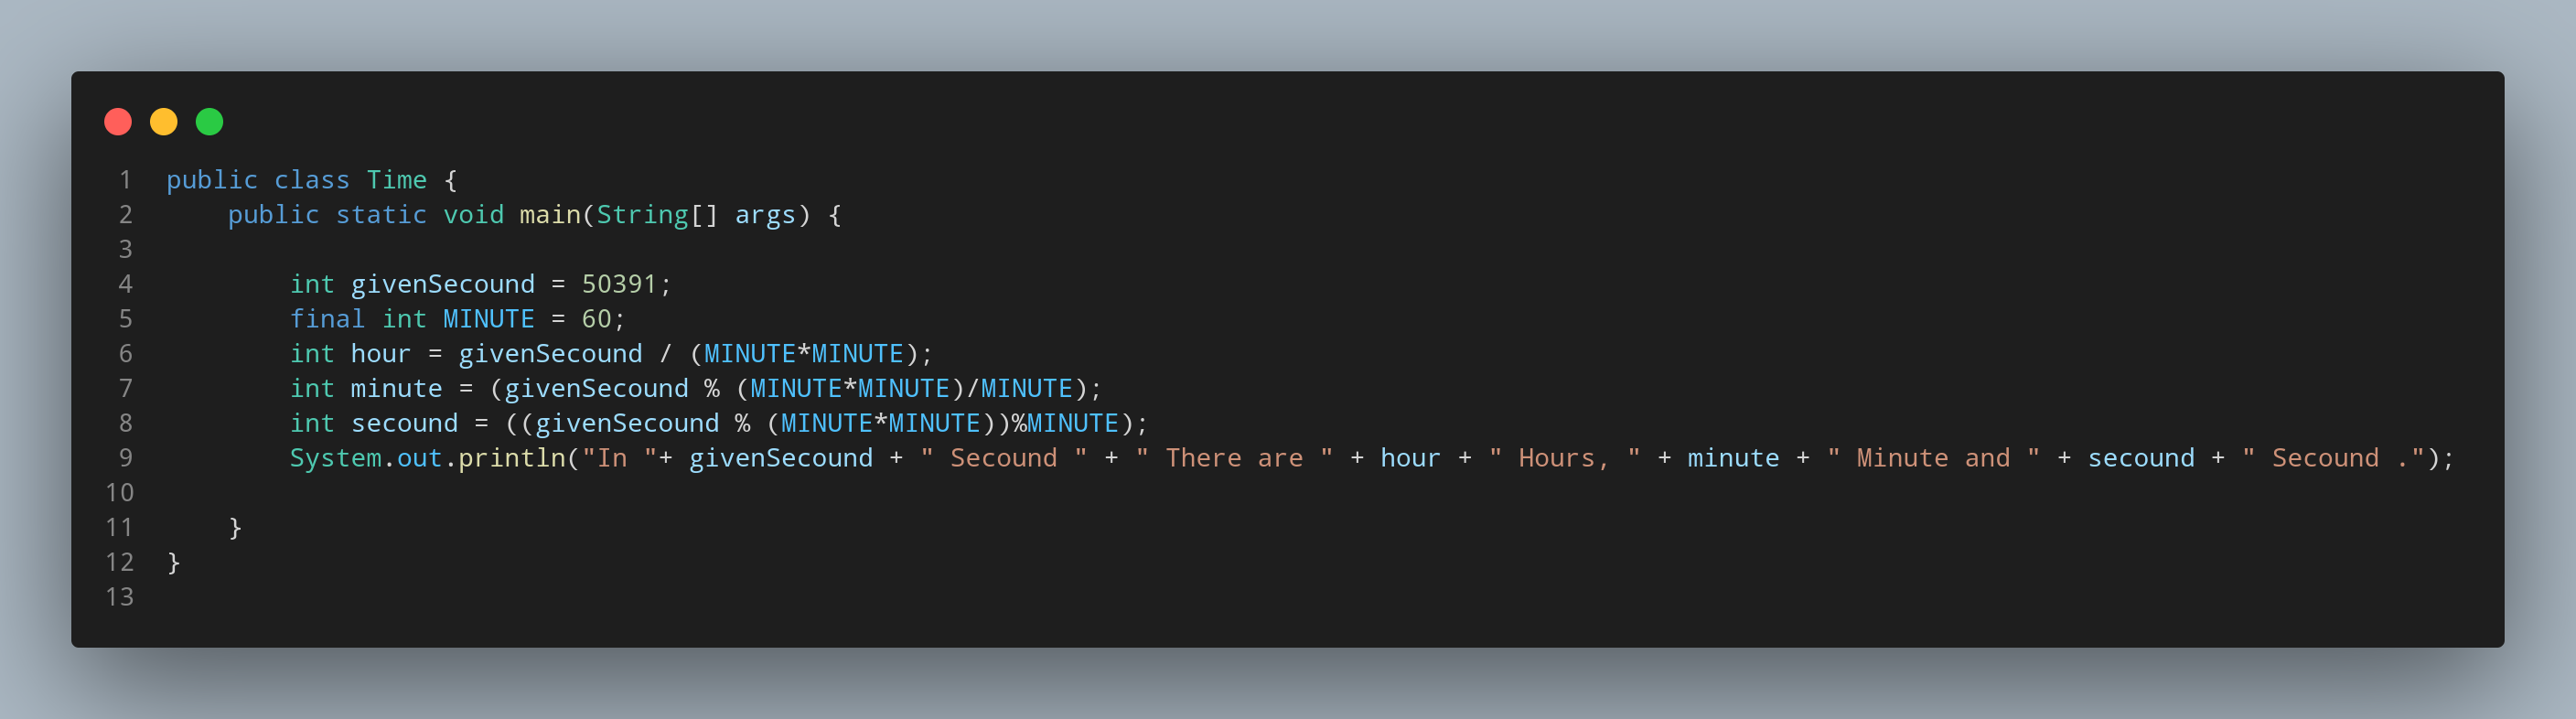 1 public class Time {
2     public static void main(String[] args) {
3
4         int givenSecound = 50391;
5         final int MINUTE = 60;
6         int hour = givenSecound / (MINUTE*MINUTE);
7         int minute = (givenSecound % (MINUTE*MINUTE)/MINUTE);
8         int secound = ((givenSecound % (MINUTE*MINUTE))%MINUTE);
9         System.out.println("In "+ givenSecound + " Secound " + " There are " + hour + " Hours, " + minute + " Minute and " + secound + " Secound .");
10
11     }
12 }
13